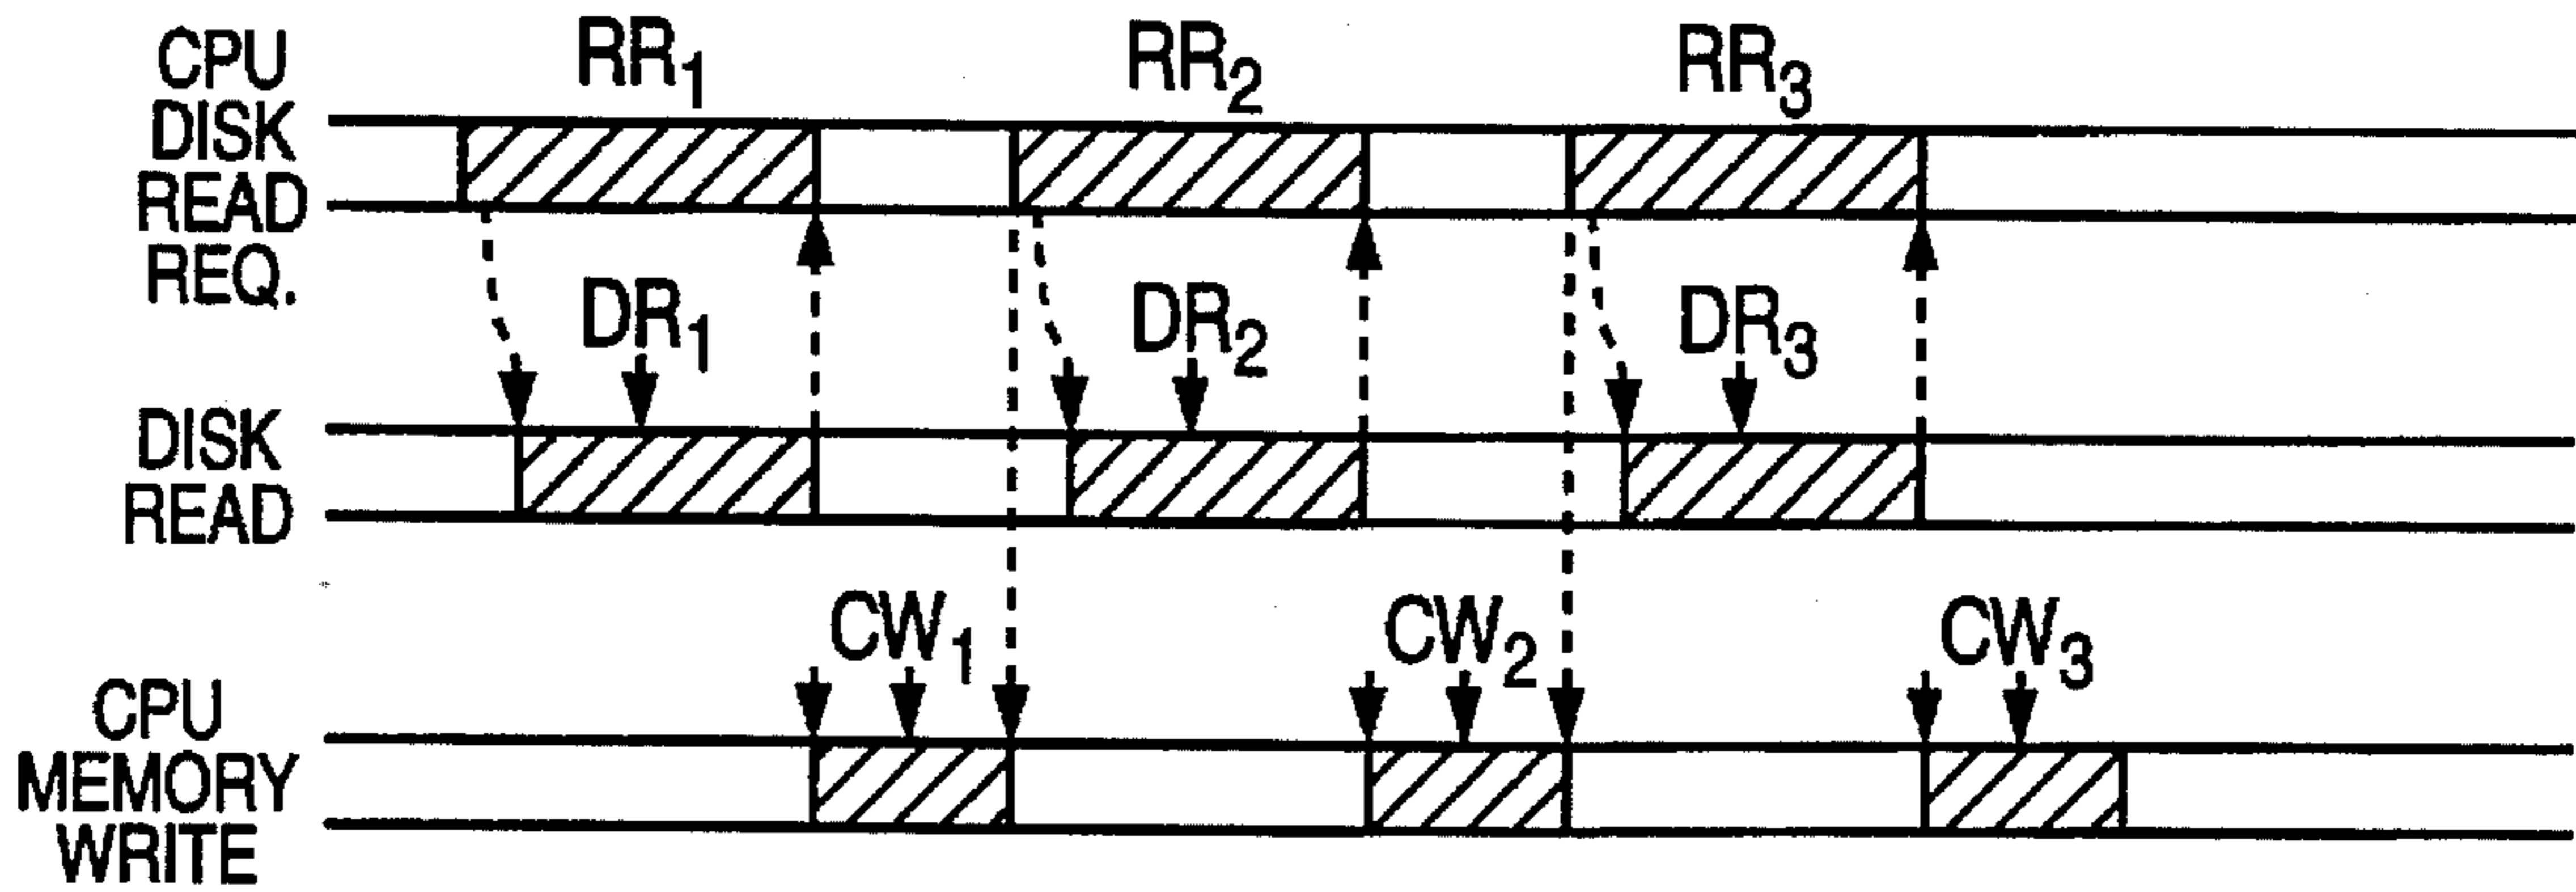 CPU
DISK
READ
REQ.
RR1
RR2
RR3
DR1
DR2
DR3
DISK
READ
CW1
CW2
CW3
CPU
MEMORY
WRITE